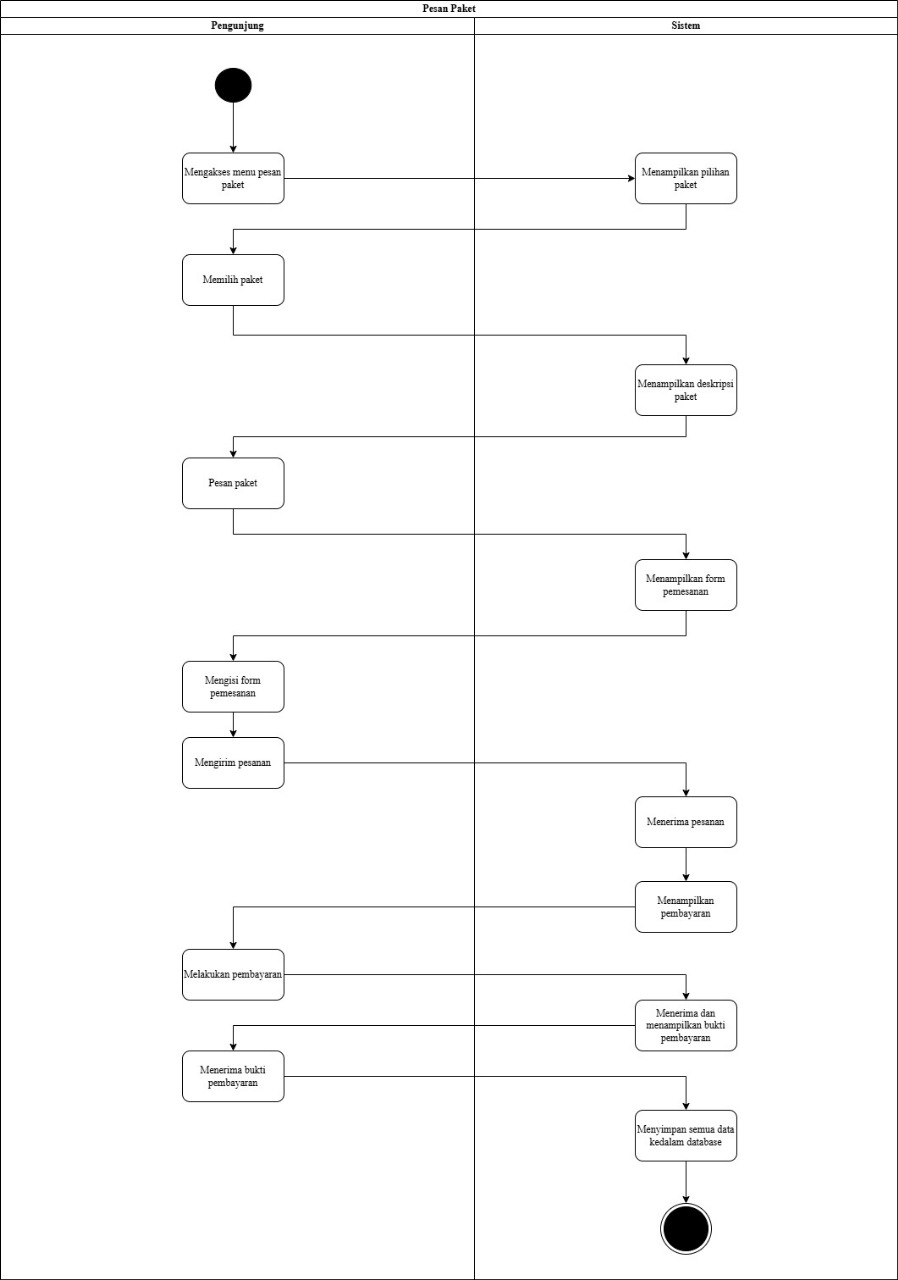 Pesan Paket
Pengunjung
Sistem
Mengakses menu pesan
paket
Menampilkan pilihan
paket
Memilih paket
Menampilkan deskripsi
paket
Pesan paket
Menampilkan form
pemesanan
Mengisi form
pemesanan
Mengirim pesanan
Menerima pesanan
Menampilkan
pembayaran
Melakukan pembayaran
Menerima dan
menampilkan bukti
pembayaran
Menerima bukti
pembayaran
Menyimpan semua data
kedalam database